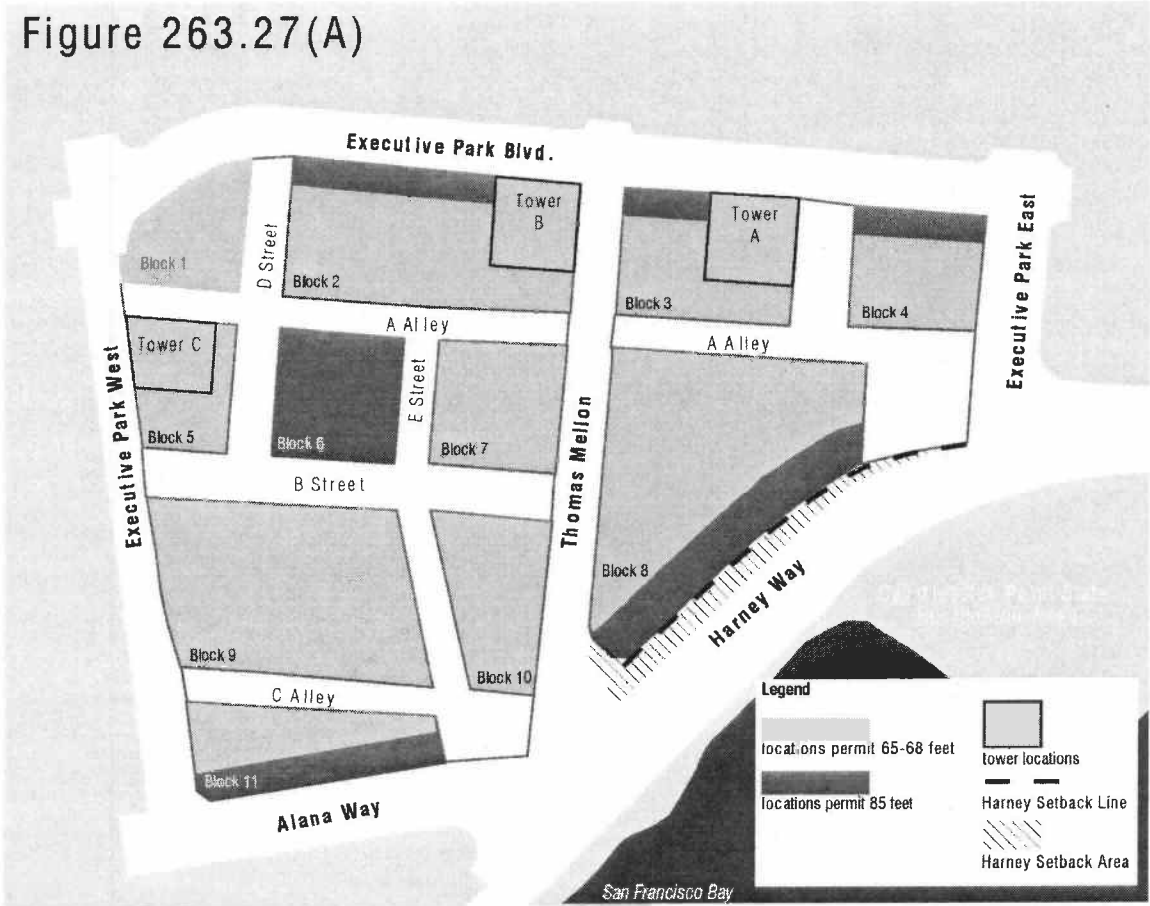 Figure 263.27(A)
Executive Park Blvd.
Tower
B
Tower
A
Executive Park East
D Street
Block 1
Block 2
Block 3
Block 4
A Alley
A Alley
Tower C
E Street
Executive Park West
Block 5
Block 6
Block 7
Thomas Mellon
B Street
Block 8
Harney Way
Block 9
Block 10
C Alley
Block 11
Alana Way
San Francisco Bay
Legend
locations permit 65-68 feet
locations permit 85 feet
tower locations
Harney Setback Line
Harney Setback Area